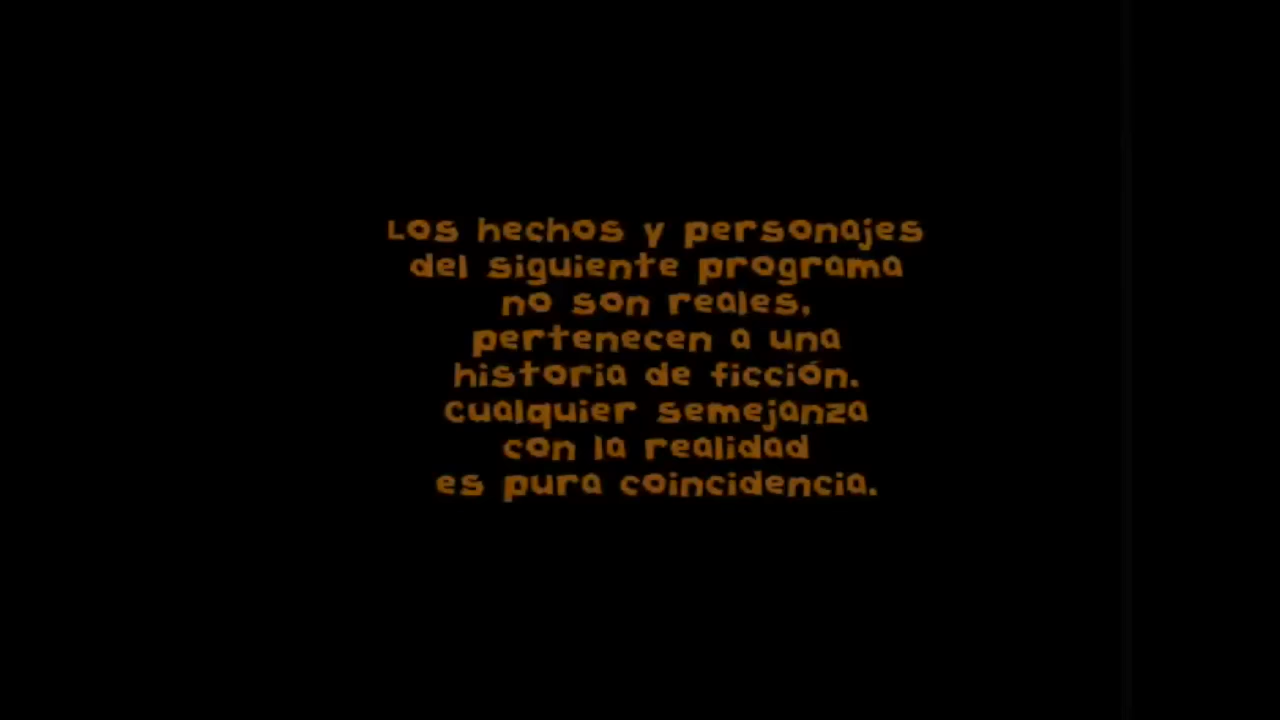 Los hechos y personajes
del siguiente programa
no son reales,
pertenecen a una
historia de ficción.
Cualquier semejanza
con la realidad
es pura coincidencia.